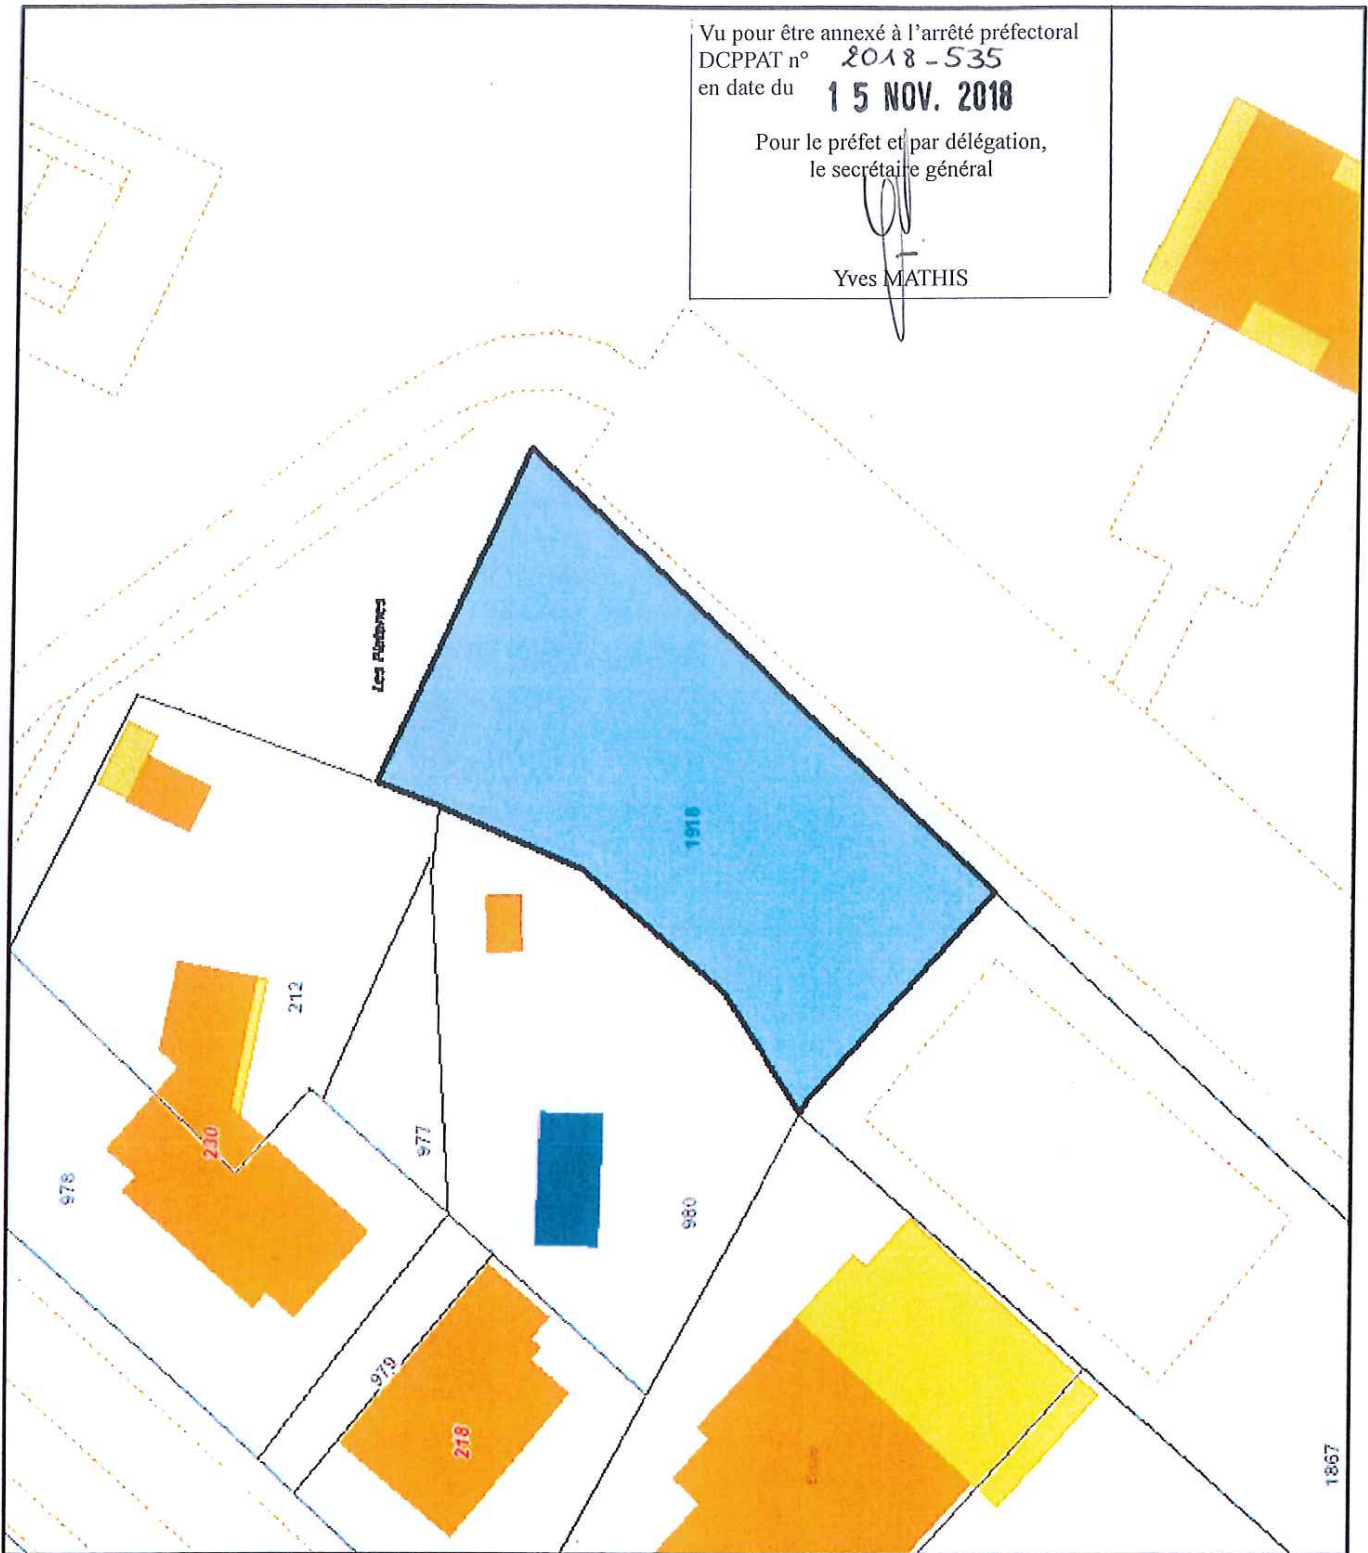 Vu pour être annexé à l'arrêté préfectoral
DCPPAT n° 2018-535
en date du 15 NOV. 2018
Pour le préfet et par délégation,
le secrétaire général
Yves MATHIS
1918
212
230
977
978
980
979
218
1867